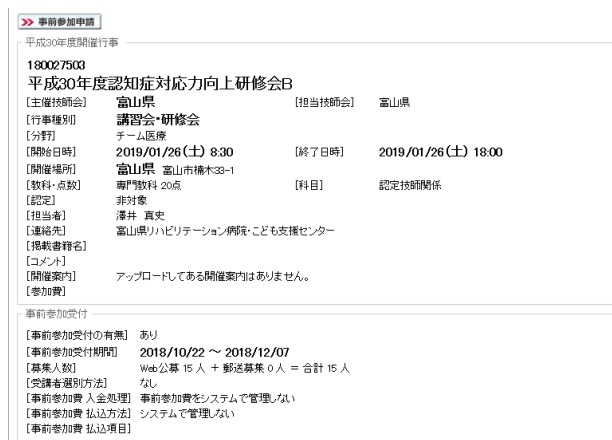 事前参加申請
平成30年度開催行事
180027503
平成30年度認知症対応力向上研修会B
[主催技師会] 富山県 [担当技師会] 富山県
[行事種別] 講習会・研修会
[分野] チーム医療
[開始日時] 2019/01/26(土) 8:30 [終了日時] 2019/01/26(土) 18:00
[開催場所] 富山県 富山市楠木33-1
[教科・点数] 専門教科 20点 [科目] 認定技師関係
[認定] 非対象
[担当者] 澤井 真史
[連絡先] 富山県リハビリテーション病院・こども支援センター
[掲載書籍名]
[コメント]
[開催案内] アップロードしてある開催案内はありません。
[参加費]
事前参加受付
[事前参加受付の有無] あり
[事前参加受付期間] 2018/10/22 ～ 2018/12/07
[募集人数] Web公募 15 人 + 郵送募集 0 人 = 合計 15 人
[受講者選別方法] なし
[事前参加費 入金処理] 事前参加費をシステムで管理しない
[事前参加費 払込方法] システムで管理しない
[事前参加費 払込項目]